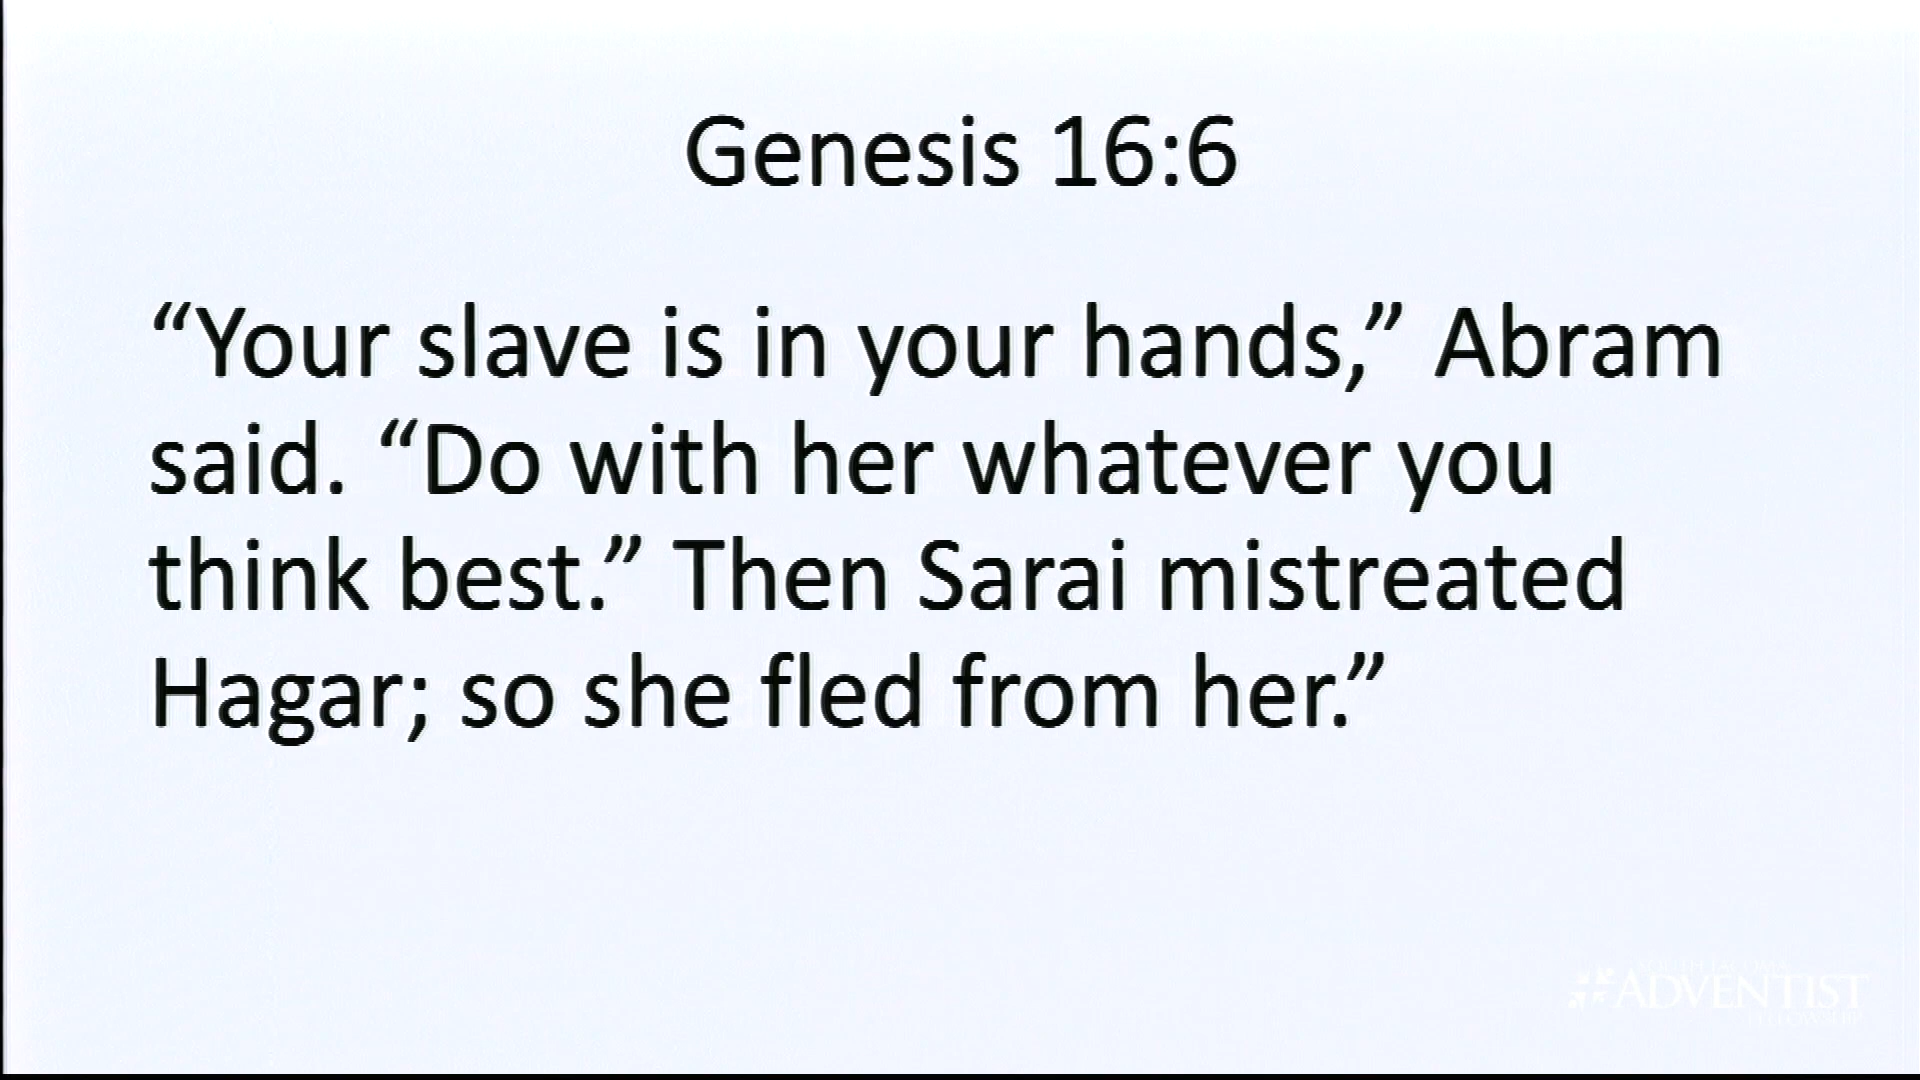 Genesis 16:6
“Your slave is in your hands,” Abram
said. “Do with her whatever you
think best.” Then Sarai mistreated
Hagar; so she fled from her.”
ADVENTIST